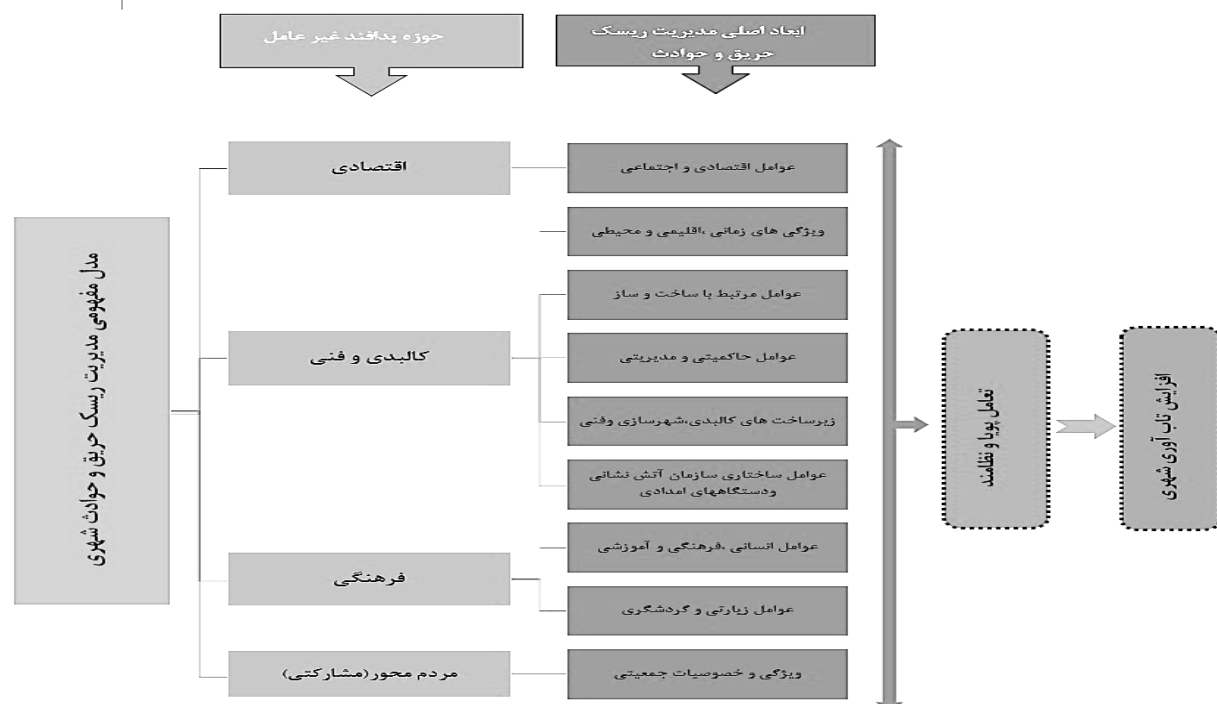 ابعاد اصلی مدیریت ریسک
حریق و حوادث
حوزه پدافند غیر عامل
عوامل اقتصادی و اجتماعی
ویژگی های زمانی ،اقلیمی و محیطی
عوامل مرتبط با ساخت و ساز
عوامل حاکمیتی و مدیریتی
زیرساخت های کالبدی،شهرسازی وفنی
عوامل ساختاری سازمان آتش نشانی
ودستگاههای امدادی
عوامل انسانی ،فرهنگی و آموزشی
عوامل زیارتی و گردشگری
ویژگی و خصوصیات جمعیتی
اقتصادی
کالبدی و فنی
فرهنگی
مردم محور(مشارکتی)
مدل مفهومی مدیریت ریسک حریق و حوادث شهری
تعامل پویا و نظامند
افزایش تاب آوری شهری